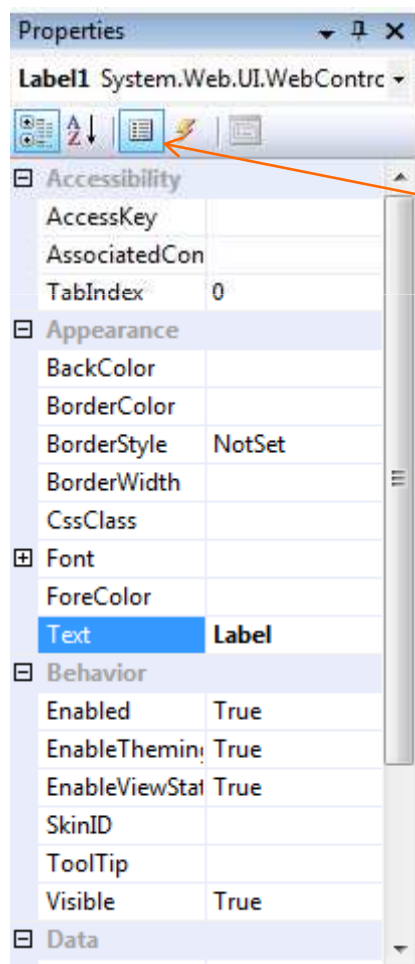 Properties
Label1 System.Web.UI.WebContrc
Accessibility
AccessKey
AssociatedCon
TabIndex 0
Appearance
BackColor
BorderColor
BorderStyle NotSet
BorderWidth
CssClass
Font
ForeColor
Text Label
Behavior
Enabled True
EnableTheming True
EnableViewStat True
SkinID
ToolTip
Visible True
Data